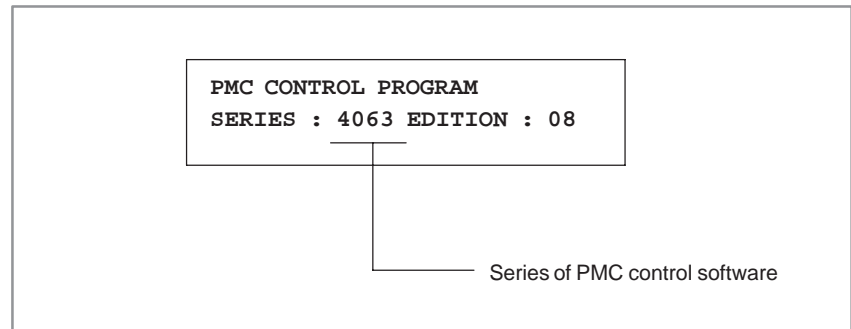 PMC CONTROL PROGRAM
SERIES : 4063 EDITION : 08
Series of PMC control software